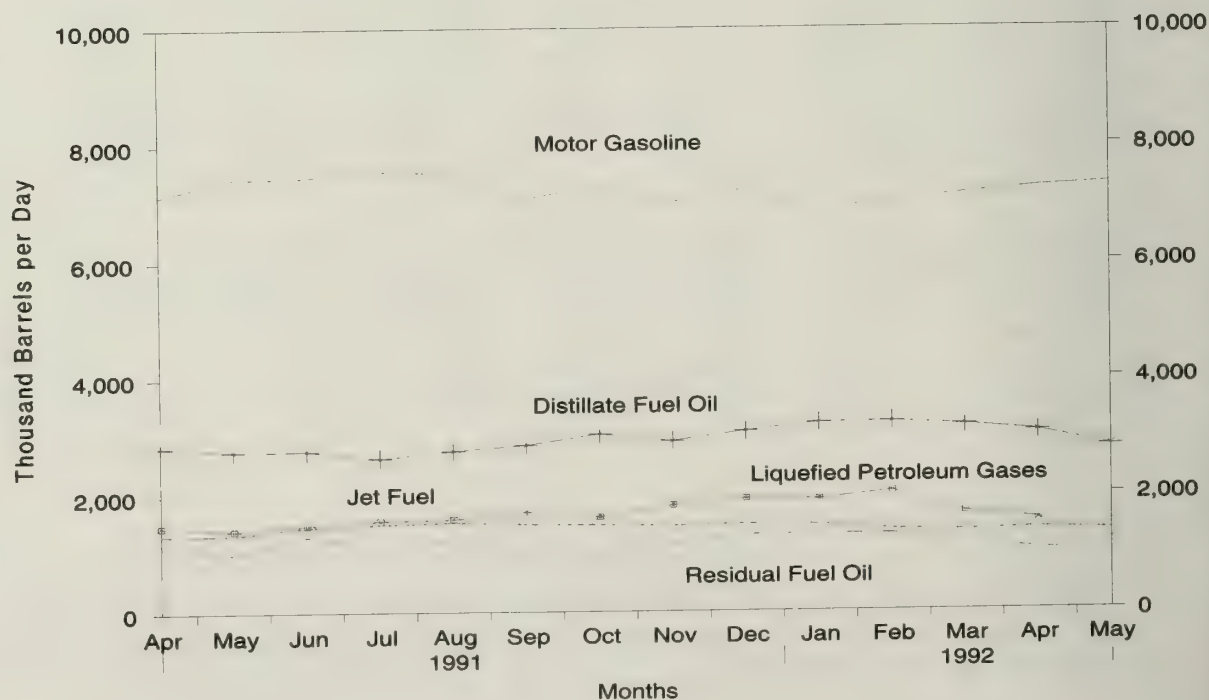 10,000
8,000
6,000
4,000
2,000
0
Thousand Barrels per Day
10,000
8,000
6,000
4,000
2,000
0
Motor Gasoline
Distillate Fuel Oil
Liquefied Petroleum Gases
Jet Fuel
Residual Fuel Oil
Apr May Jun Jul Aug Sep Oct Nov Dec Jan Feb Mar Apr May
1991 1992
Months